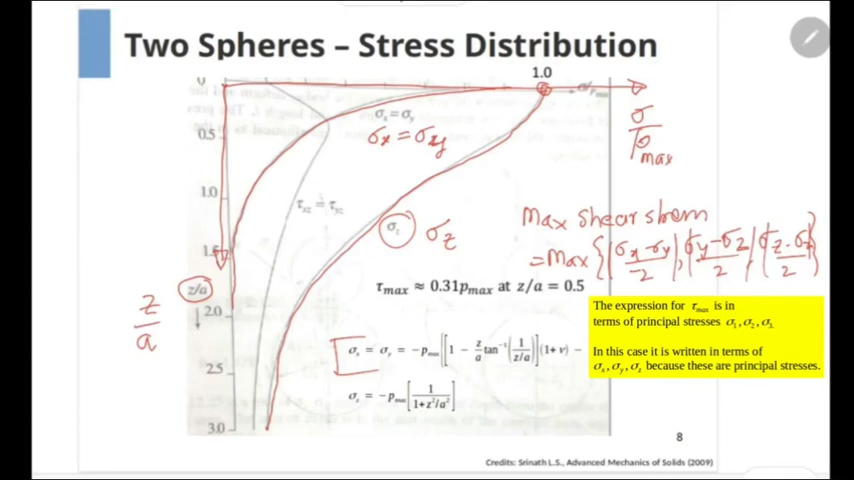 Two Spheres – Stress Distribution
0
1.0
σ/p max
0.5
σx = σy
σx = σxy
σ
p max
1.0
τxz = τyz
σz
σz
Max shear stress
= Max { |σx - σy / 2|, |σy - σz / 2|, |σz - σx / 2| }
1.5
z/a
τmax ≈ 0.31pmax at z/a = 0.5
z
a
2.0
The expression for τmax is in
terms of principal stresses σ1, σ2, σ3.
In this case it is written in terms of
σx, σy, σz because these are principal stresses.
σx = σy = -pmax [1 - z/a tan⁻¹ (1 / z/a)] (1+ν) -
2.5
σz = -pmax [1 / 1+z²/a²]
3.0
8
Credits: Srinath L.S., Advanced Mechanics of Solids (2009)